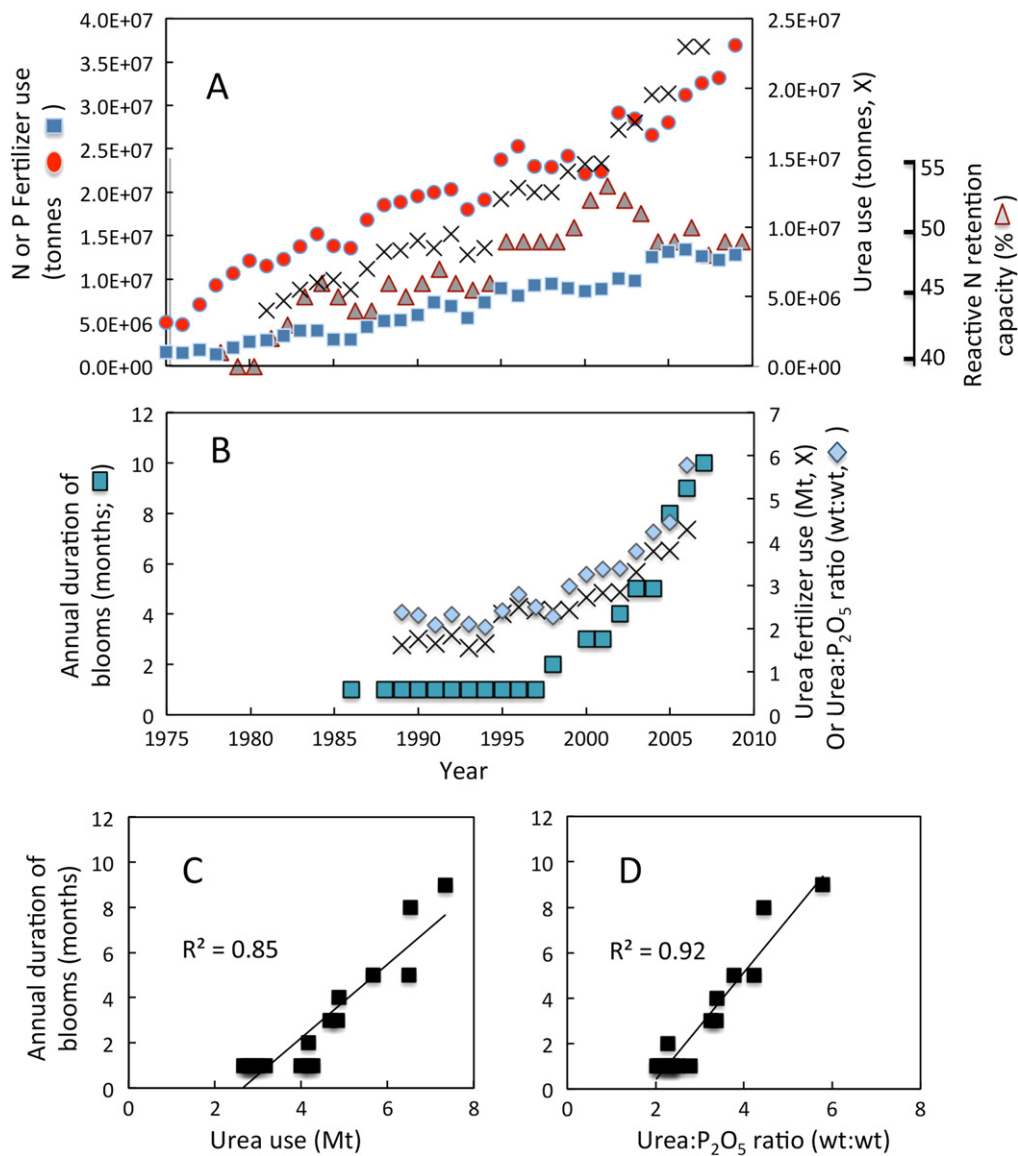 N or P Fertilizer use
(tonnes )
4.0E+07
3.5E+07
3.0E+07
2.5E+07
2.0E+07
1.5E+07
1.0E+07
5.0E+06
0.0E+00
A
2.5E+07
2.0E+07
1.5E+07
1.0E+07
5.0E+06
0.0E+00
Urea use (tonnes, X)
55
50
45
40
Reactive N retention
capacity (% )
Annual duration of
blooms (months; )
12
10
8
6
4
2
0
B
7
6
5
4
3
2
1
0
Urea fertilizer use (Mt, X)
Or Urea:P₂O₅ ratio (wt:wt, )
1975 1980 1985 1990 1995 2000 2005 2010
Year
Annual duration of
blooms (months)
12
10
8
6
4
2
0
C
R² = 0.85
0 2 4 6 8
Urea use (Mt)
12
10
8
6
4
2
0
D
R² = 0.92
0 2 4 6 8
Urea:P₂O₅ ratio (wt:wt)